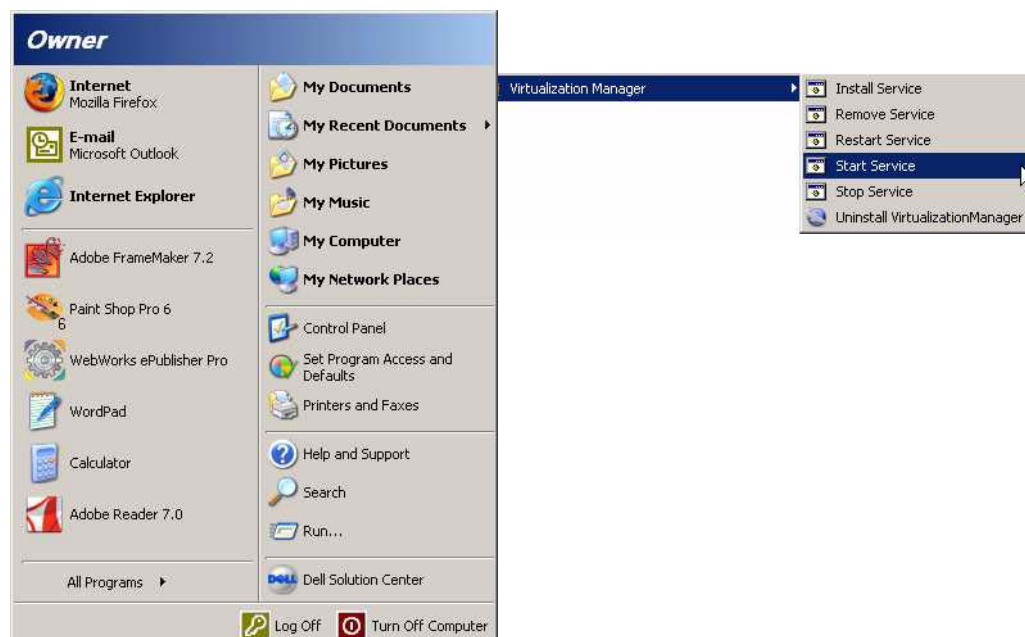 Owner
Internet
Mozilla Firefox
E-mail
Microsoft Outlook
Internet Explorer
Adobe FrameMaker 7.2
Paint Shop Pro 6
6
WebWorks ePublisher Pro
WordPad
Calculator
Adobe Reader 7.0
All Programs
My Documents
My Recent Documents
My Pictures
My Music
My Computer
My Network Places
Control Panel
Set Program Access and
Defaults
Printers and Faxes
Help and Support
Search
Run...
DELL
Dell Solution Center
Log Off
Turn Off Computer
Virtualization Manager
Install Service
Remove Service
Restart Service
Start Service
Stop Service
Uninstall VirtualizationManager